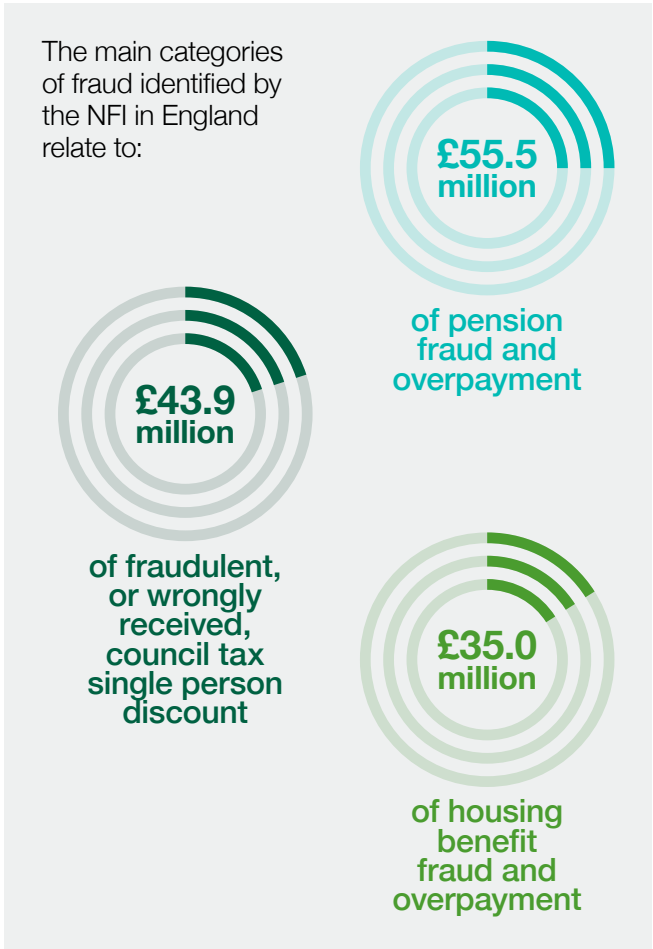 The main categories
of fraud identified by
the NFI in England
relate to:
£55.5
million
of pension
fraud and
overpayment
£43.9
million
of fraudulent,
or wrongly
received,
council tax
single person
discount
£35.0
million
of housing
benefit
fraud and
overpayment